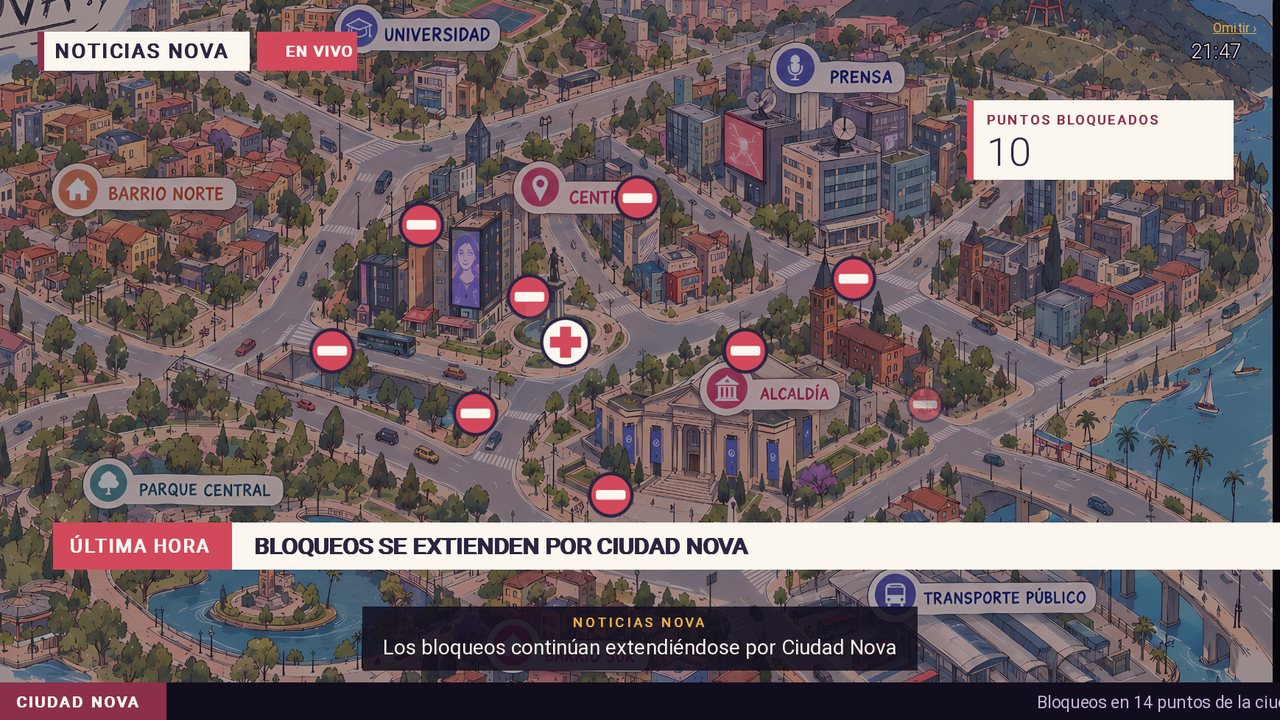 NOTICIAS NOVA
EN VIVO
UNIVERSIDAD
PRENSA
Omitir ›
21:47
PUNTOS BLOQUEADOS
10
BARRIO NORTE
ALCALDÍA
PARQUE CENTRAL
ÚLTIMA HORA
BLOQUEOS SE EXTIENDEN POR CIUDAD NOVA
TRANSPORTE PÚBLICO
NOTICIAS NOVA
Los bloqueos continúan extendiéndose por Ciudad Nova
CIUDAD NOVA
Bloqueos en 14 puntos de la